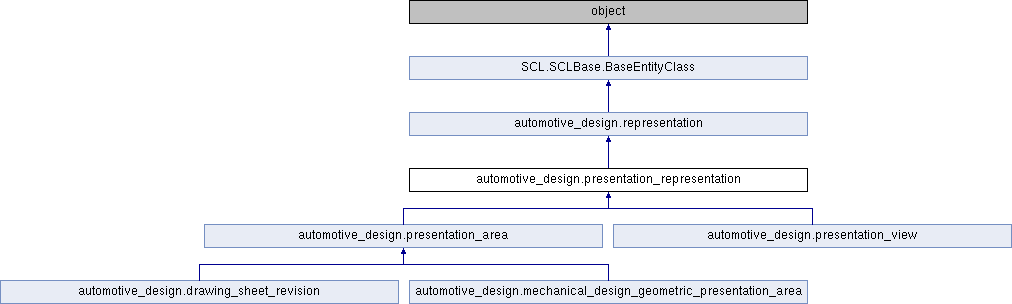 object
SCL.SCLBase.BaseEntityClass
automotive_design.representation
automotive_design.presentation_representation
automotive_design.presentation_area
automotive_design.presentation_view
automotive_design.drawing_sheet_revision
automotive_design.mechanical_design_geometric_presentation_area